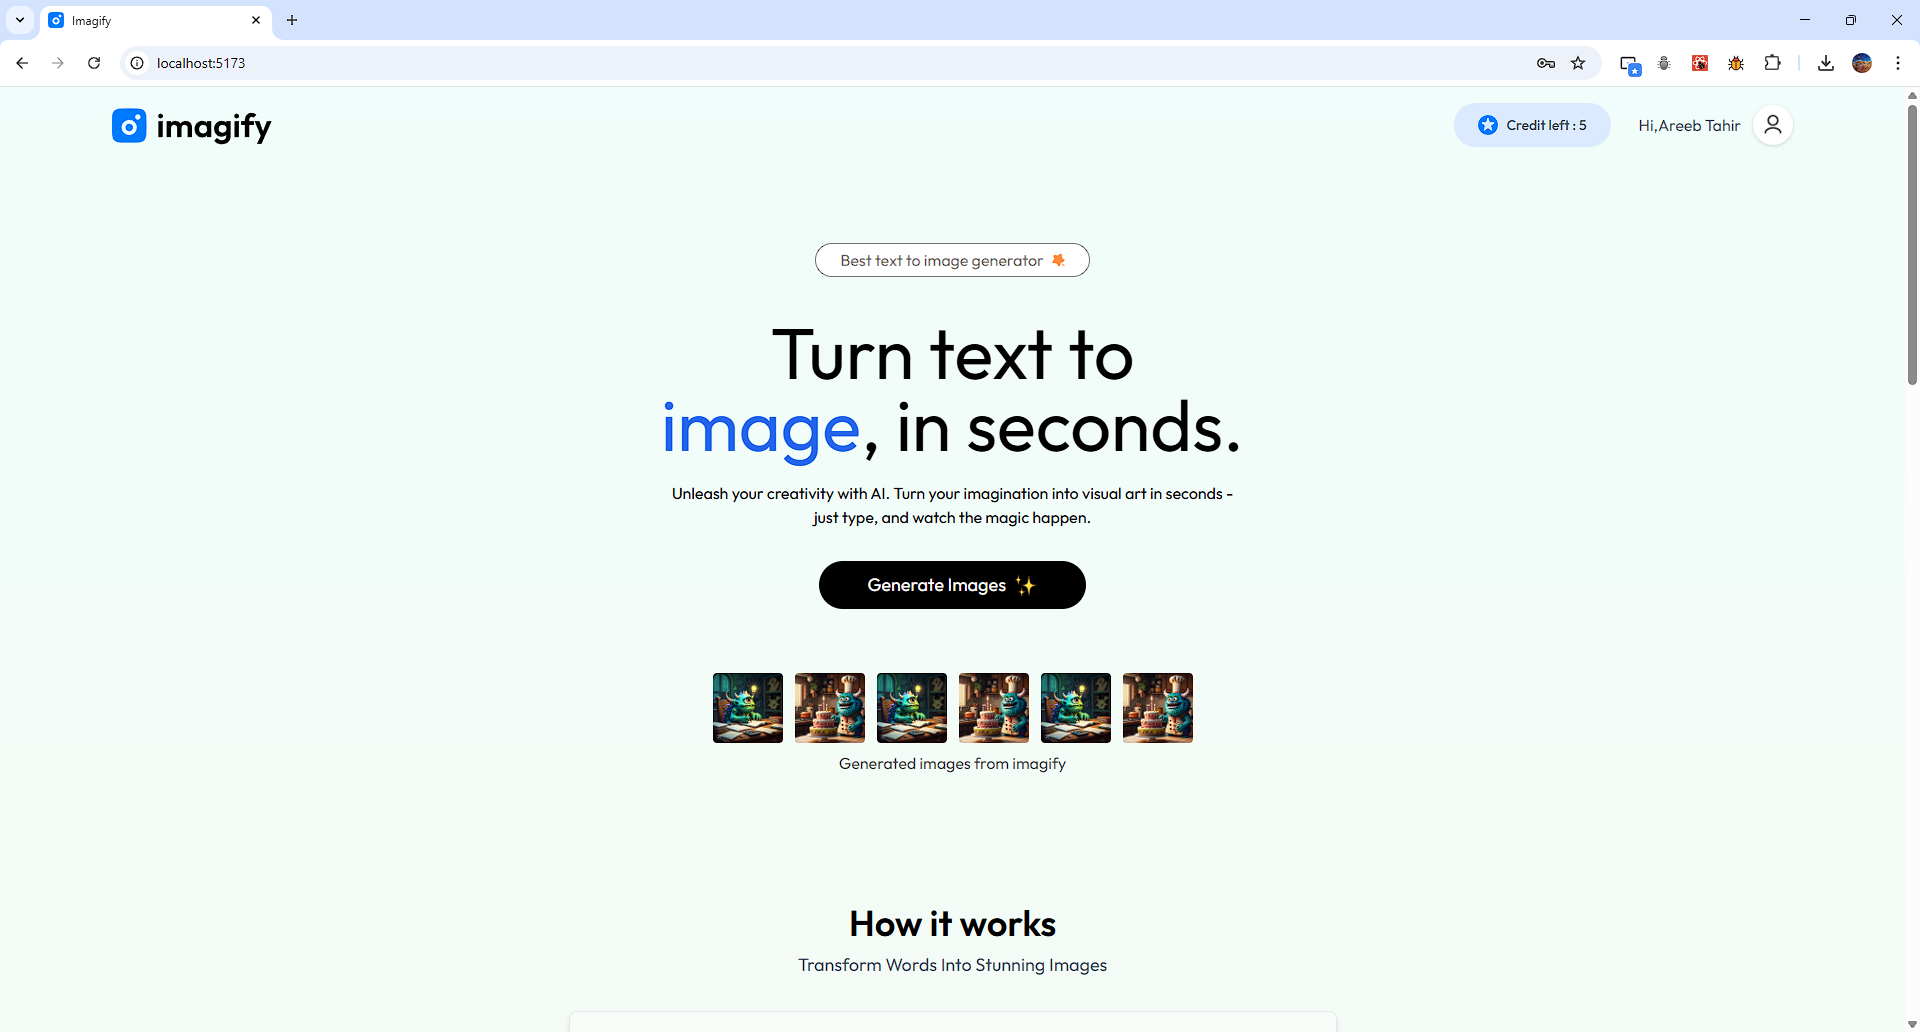 Imagify
localhost:5173
imagify
Credit left : 5
Hi,Areeb Tahir
Best text to image generator
Turn text to
image, in seconds.
Unleash your creativity with AI. Turn your imagination into visual art in seconds -
just type, and watch the magic happen.
Generate Images
Generated images from imagify
How it works
Transform Words Into Stunning Images